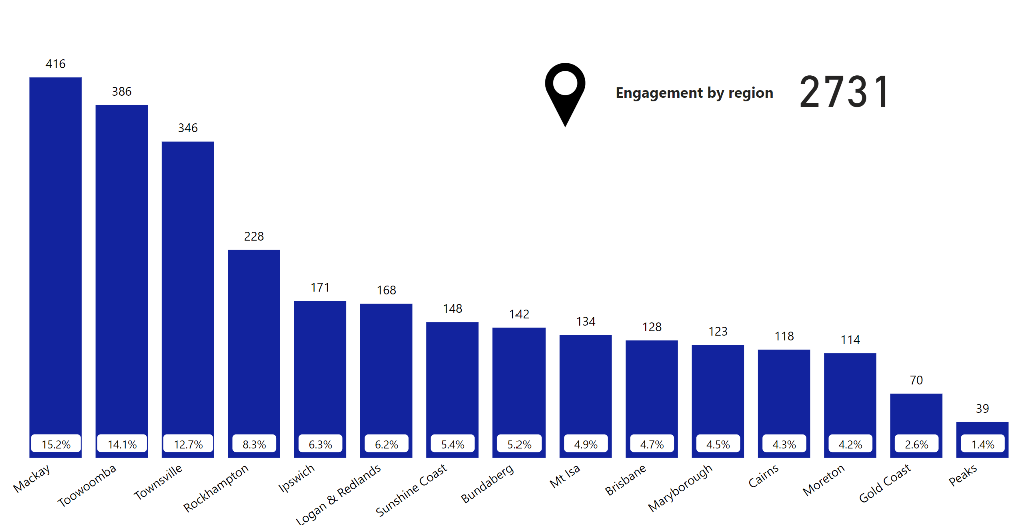 Engagement by region 2731
416
386
346
228
171
168
148
142
134
128
123
118
114
70
39
15.2%
14.1%
12.7%
8.3%
6.3%
6.2%
5.4%
5.2%
4.9%
4.7%
4.5%
4.3%
4.2%
2.6%
1.4%
Mackay
Toowoomba
Townsville
Rockhampton
Ipswich
Logan & Redlands
Sunshine Coast
Bundaberg
Mt Isa
Brisbane
Maryborough
Cairns
Moreton
Gold Coast
Peaks